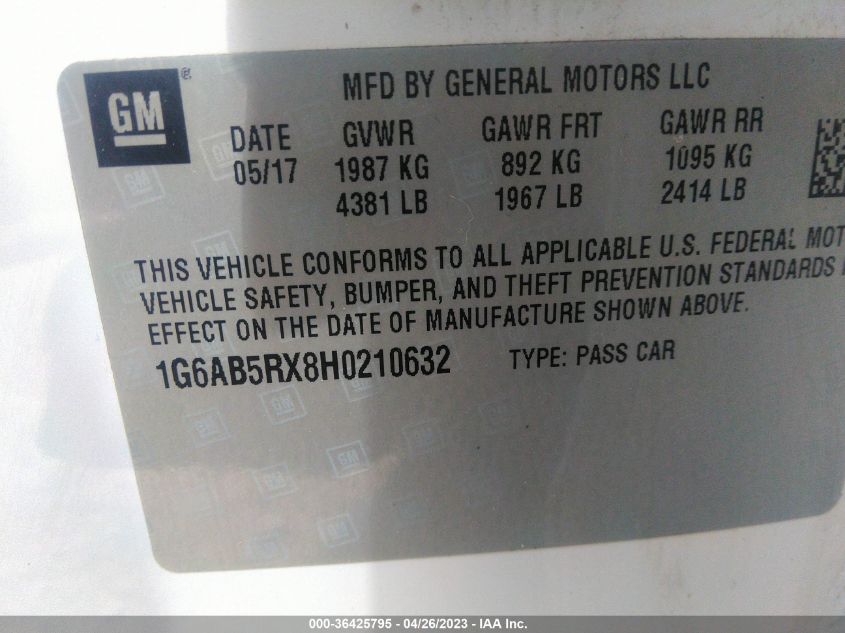 GM
MFD BY GENERAL MOTORS LLC
DATE GVWR GAWR FRT GAWR RR
05/17 1987 KG 892 KG 1095 KG
4381 LB 1967 LB 2414 LB
THIS VEHICLE CONFORMS TO ALL APPLICABLE U.S. FEDERAL MOT
VEHICLE SAFETY, BUMPER, AND THEFT PREVENTION STANDARDS
EFFECT ON THE DATE OF MANUFACTURE SHOWN ABOVE.
1G6AB5RX8H0210632 TYPE: PASS CAR
GM
GM
GM
000-36425795 - 04/26/2023 - IAA Inc.